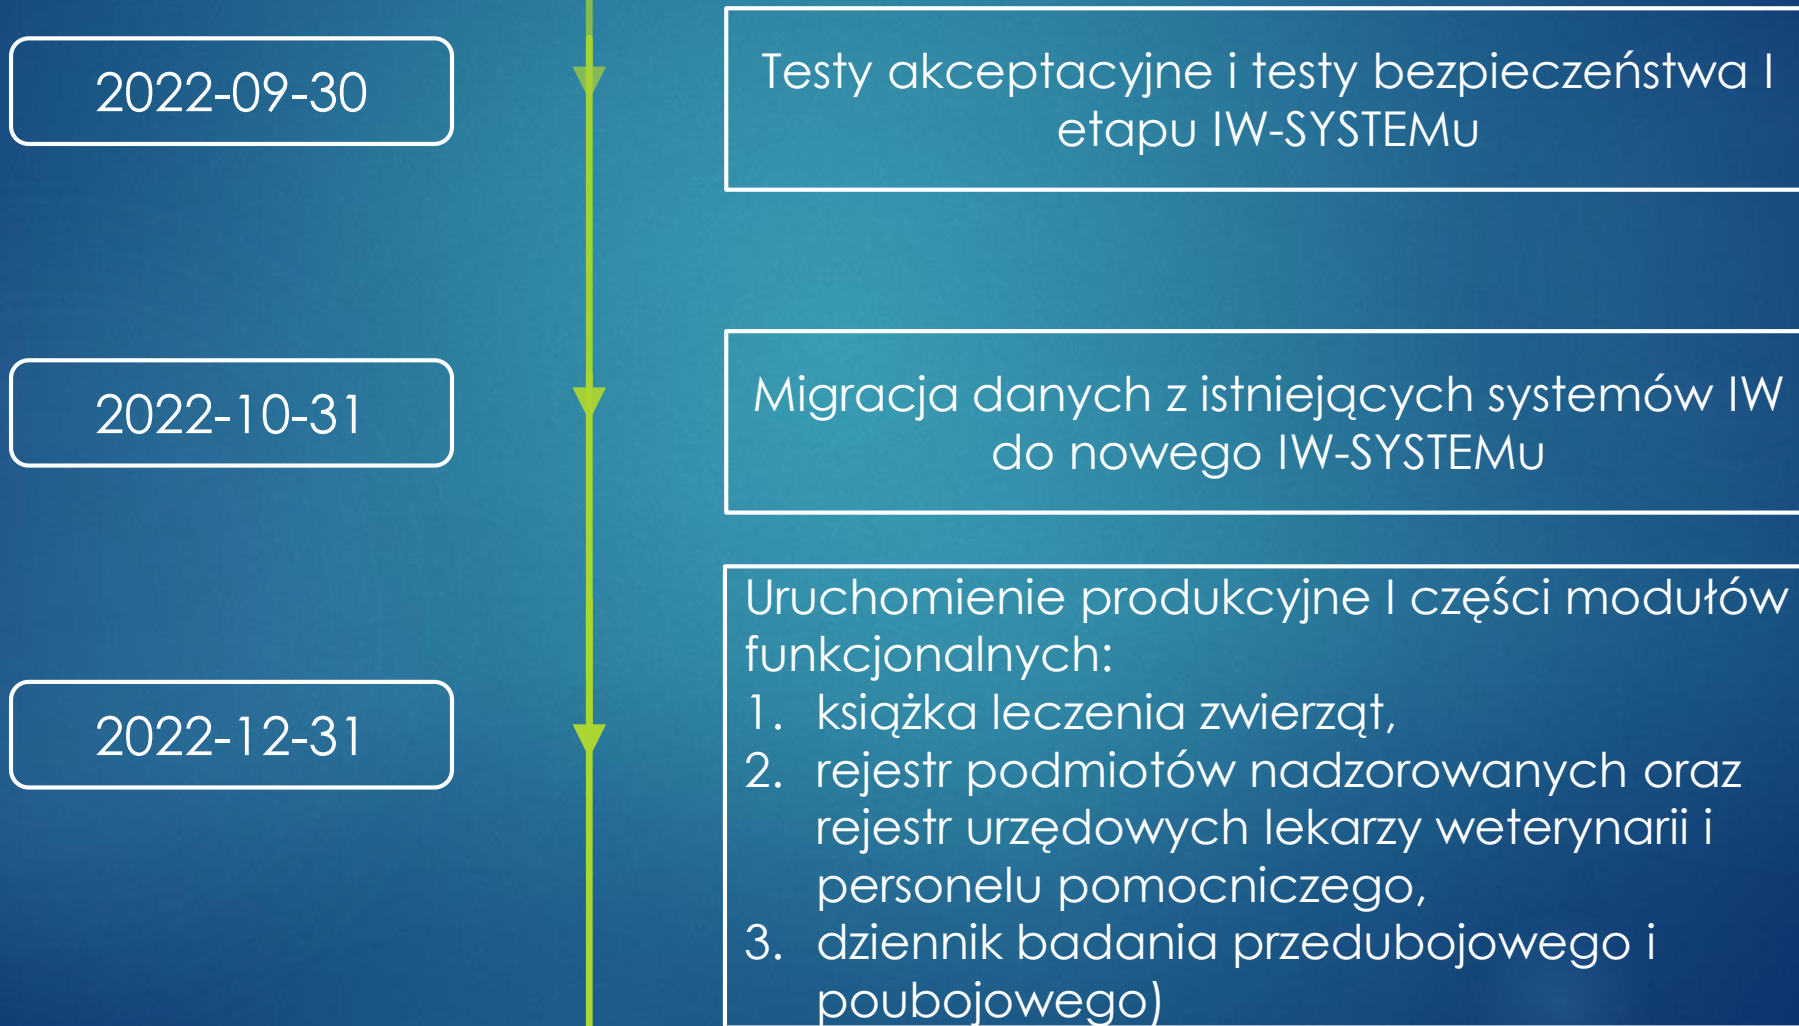 2022-09-30
Testy akceptacyjne i testy bezpieczeństwa I
etapu IW-SYSTEMu
2022-10-31
Migracja danych z istniejących systemów IW
do nowego IW-SYSTEMu
2022-12-31
Uruchomienie produkcyjne I części modułów
funkcjonalnych:
1. książka leczenia zwierząt,
2. rejestr podmiotów nadzorowanych oraz
rejestr urzędowych lekarzy weterynarii i
personelu pomocniczego,
3. dziennik badania przedubojowego i
poubojowego)